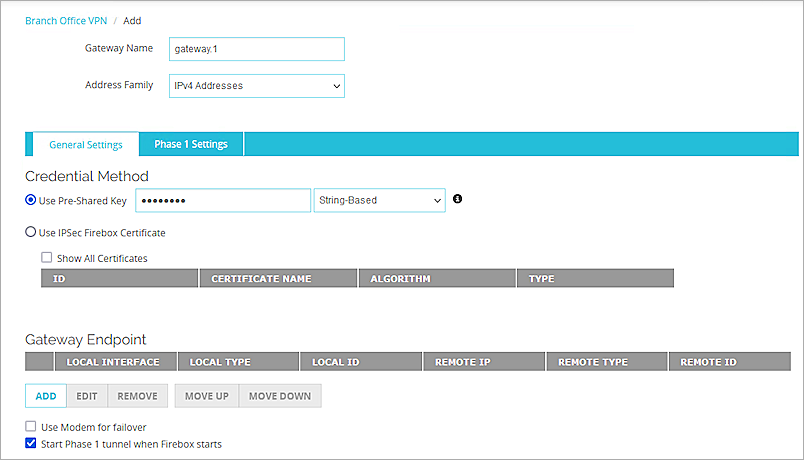 Branch Office VPN / Add
Gateway Name gateway.1
Address Family IPv4 Addresses
General Settings Phase 1 Settings
Credential Method
Use Pre-Shared Key •••••••• String-Based
Use IPSec Firebox Certificate
Show All Certificates
ID CERTIFICATE NAME ALGORITHM TYPE
Gateway Endpoint
LOCAL INTERFACE LOCAL TYPE LOCAL ID REMOTE IP REMOTE TYPE REMOTE ID
ADD EDIT REMOVE MOVE UP MOVE DOWN
Use Modem for failover
Start Phase 1 tunnel when Firebox starts